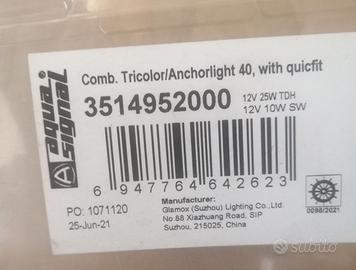 aqua signal
Comb. Tricolor/Anchorlight 40, with quicfit
3514952000
12V 25W TDH
12V 10W SW
6 947764 642623
PO: 1071120
25-Jun-21
Manufacturer:
Glamox (Suzhou) Lighting Co., Ltd.
No.88 Xiazhuang Road, SIP
Suzhou, 215025, China
0098/2021
subito